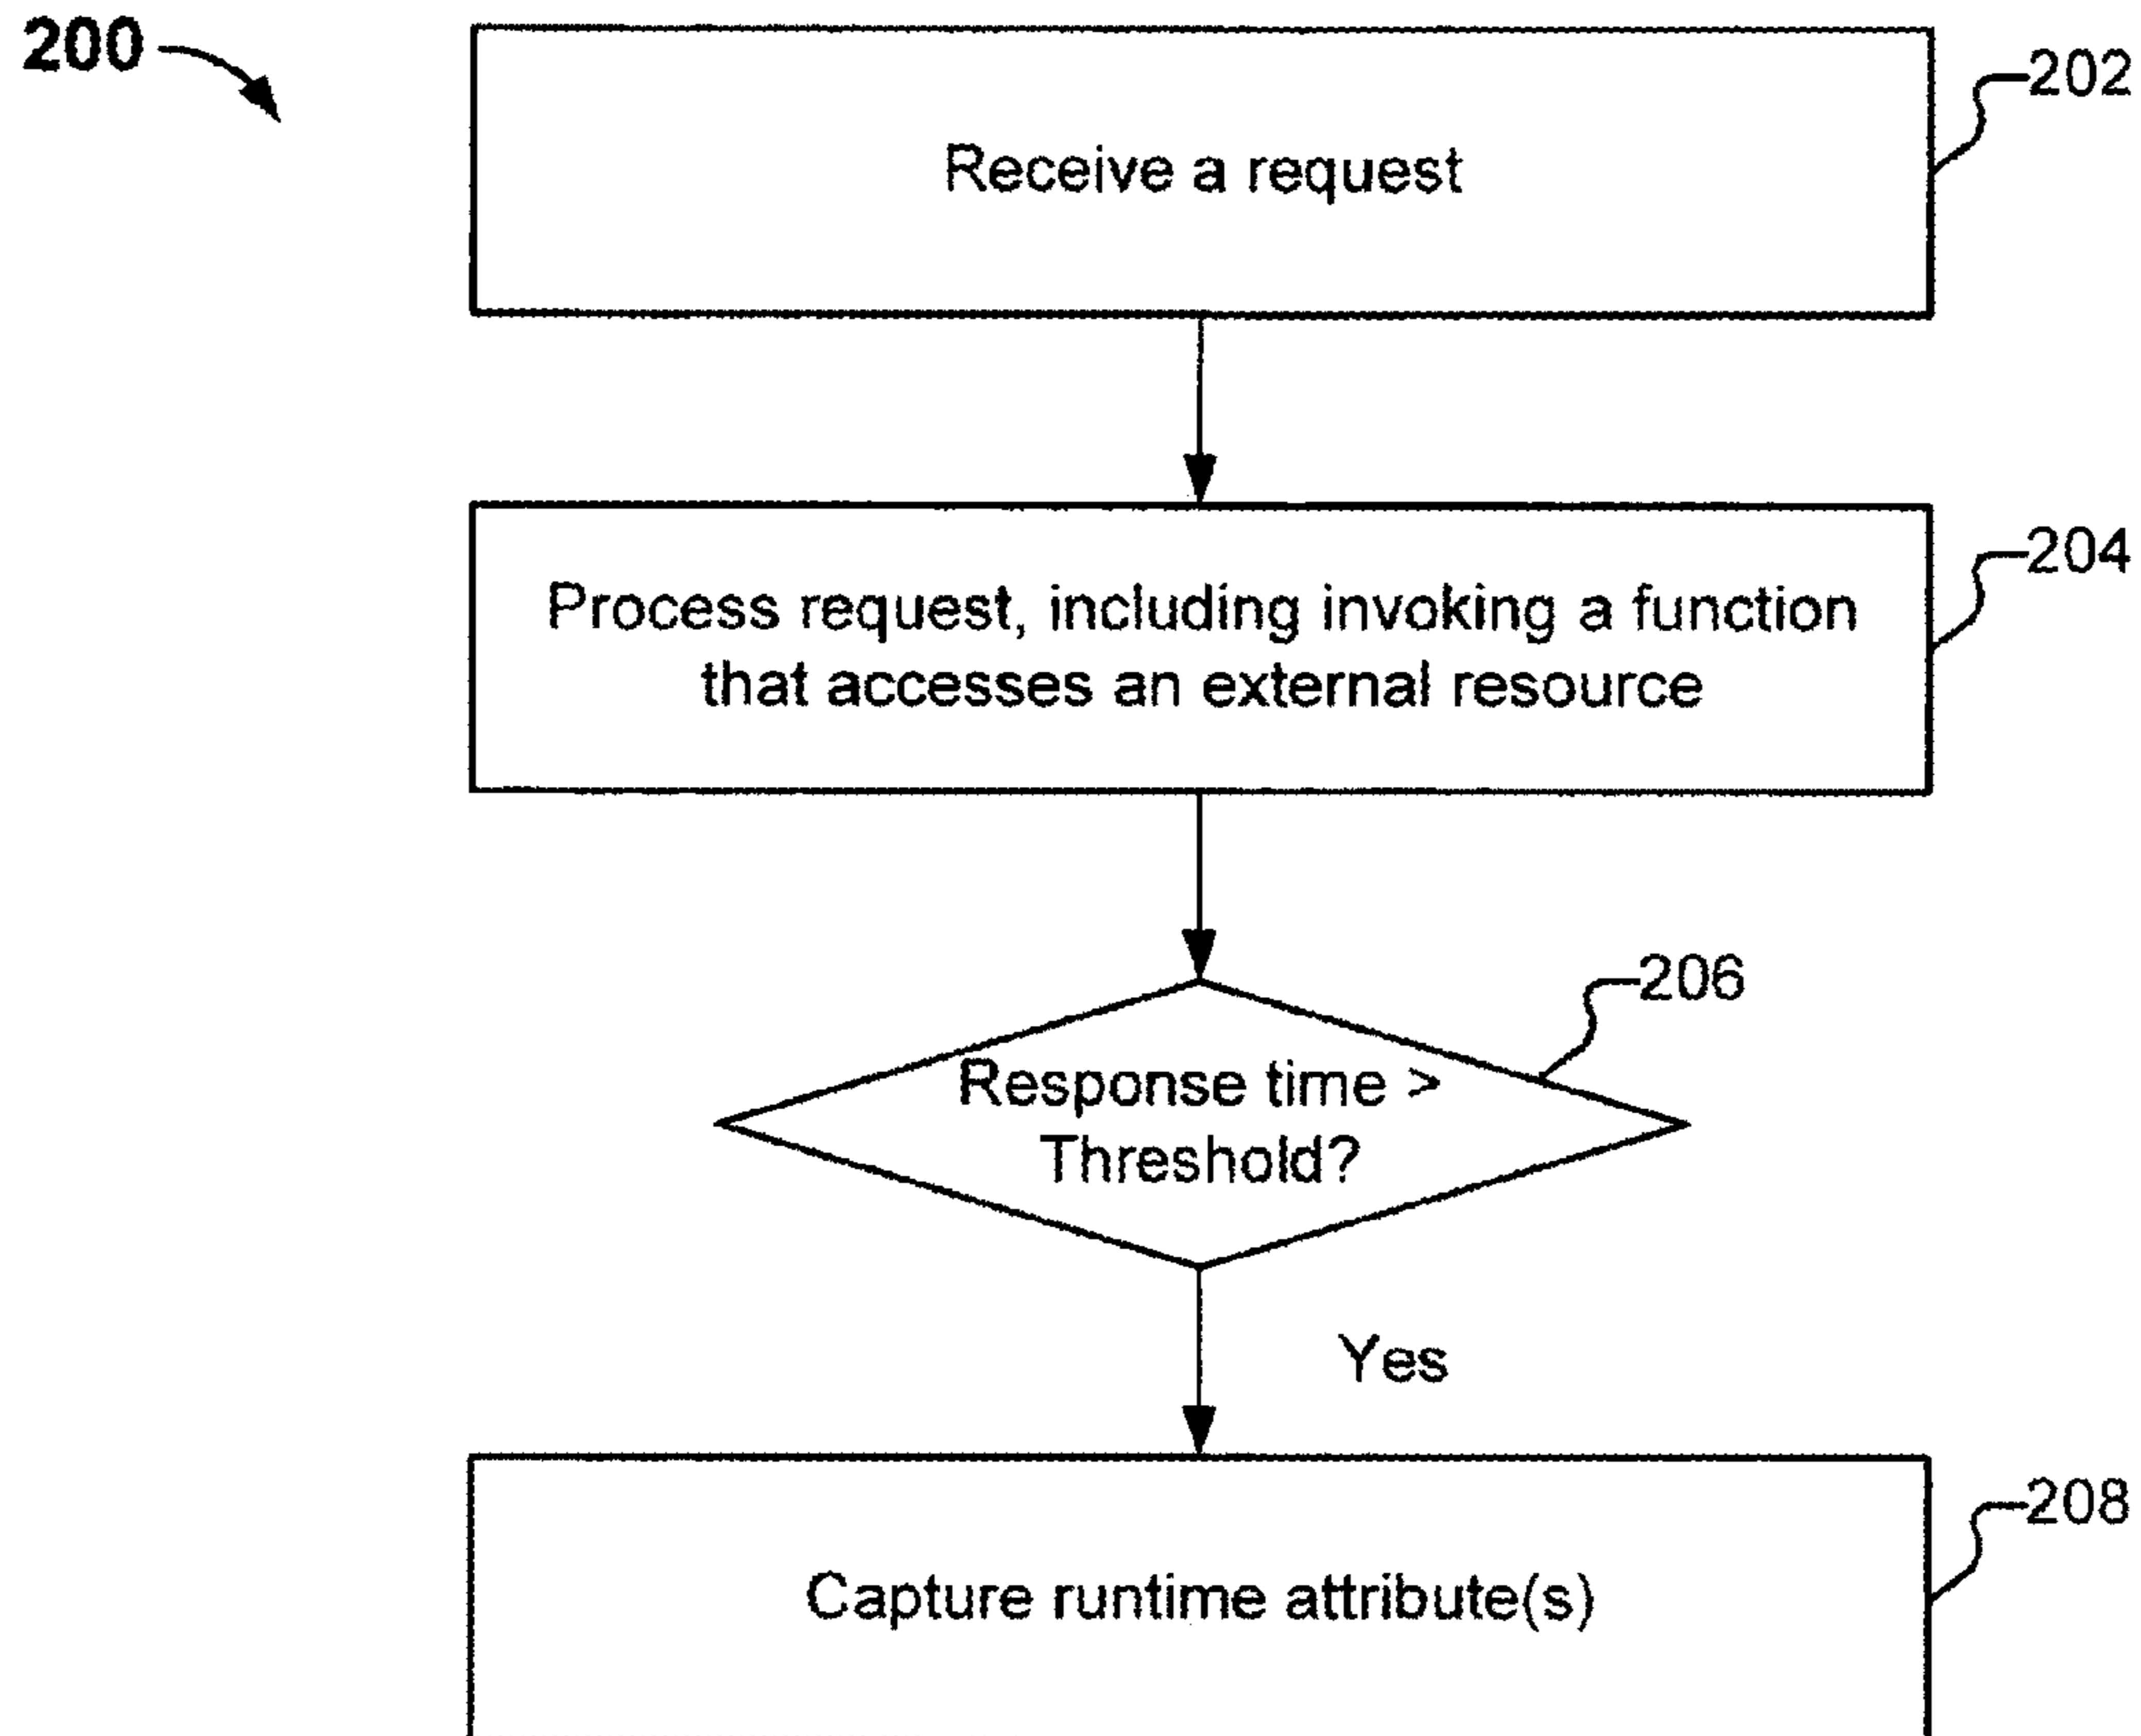 200
202
Receive a request
204
Process request, including invoking a function
that accesses an external resource
206
Response time >
Threshold?
Yes
208
Capture runtime attribute(s)